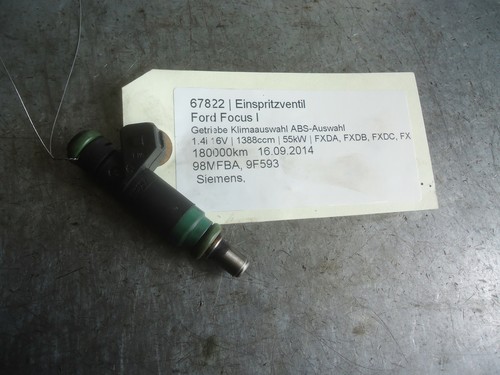 67822 | Einspritzventil
Ford Focus I
Getriebe Klimaauswahl ABS-Auswahl
1.4i 16V | 1388ccm | 55kW | FXDA, FXDB, FXDC, FX
180000km 16.09.2014
98MFBA, 9F593
Siemens,